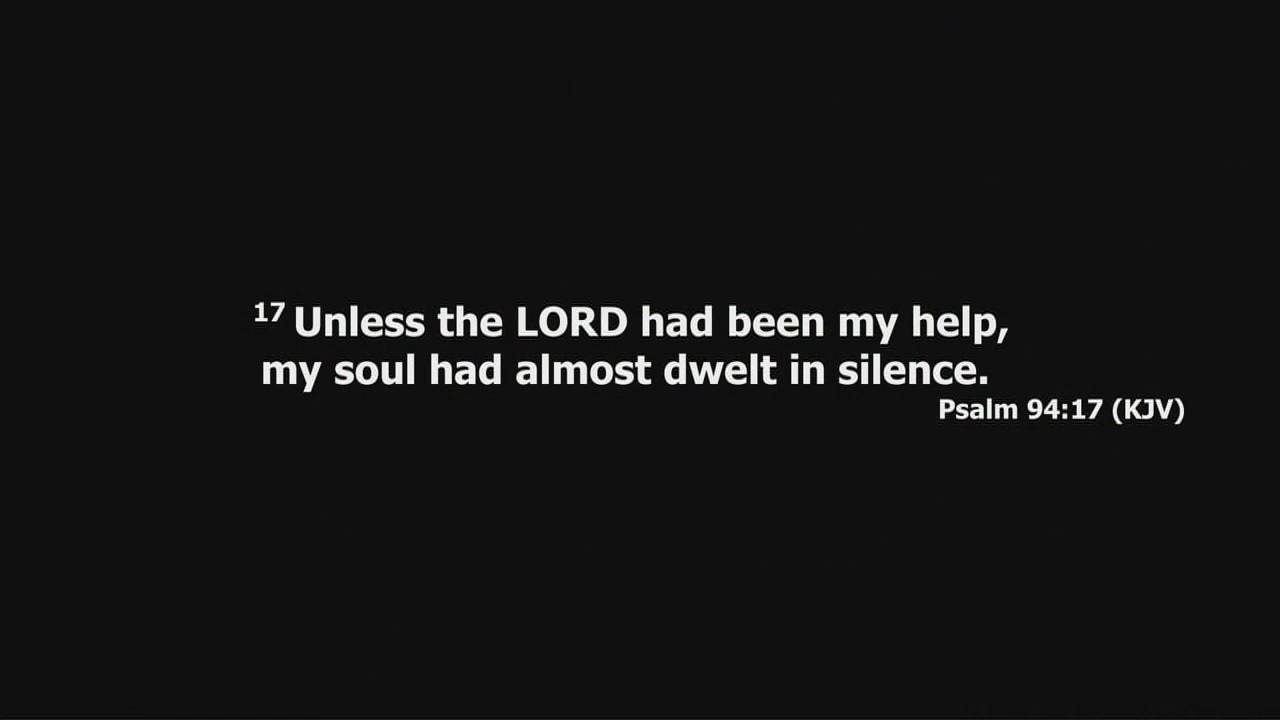 17 Unless the LORD had been my help,
my soul had almost dwelt in silence.
Psalm 94:17 (KJV)